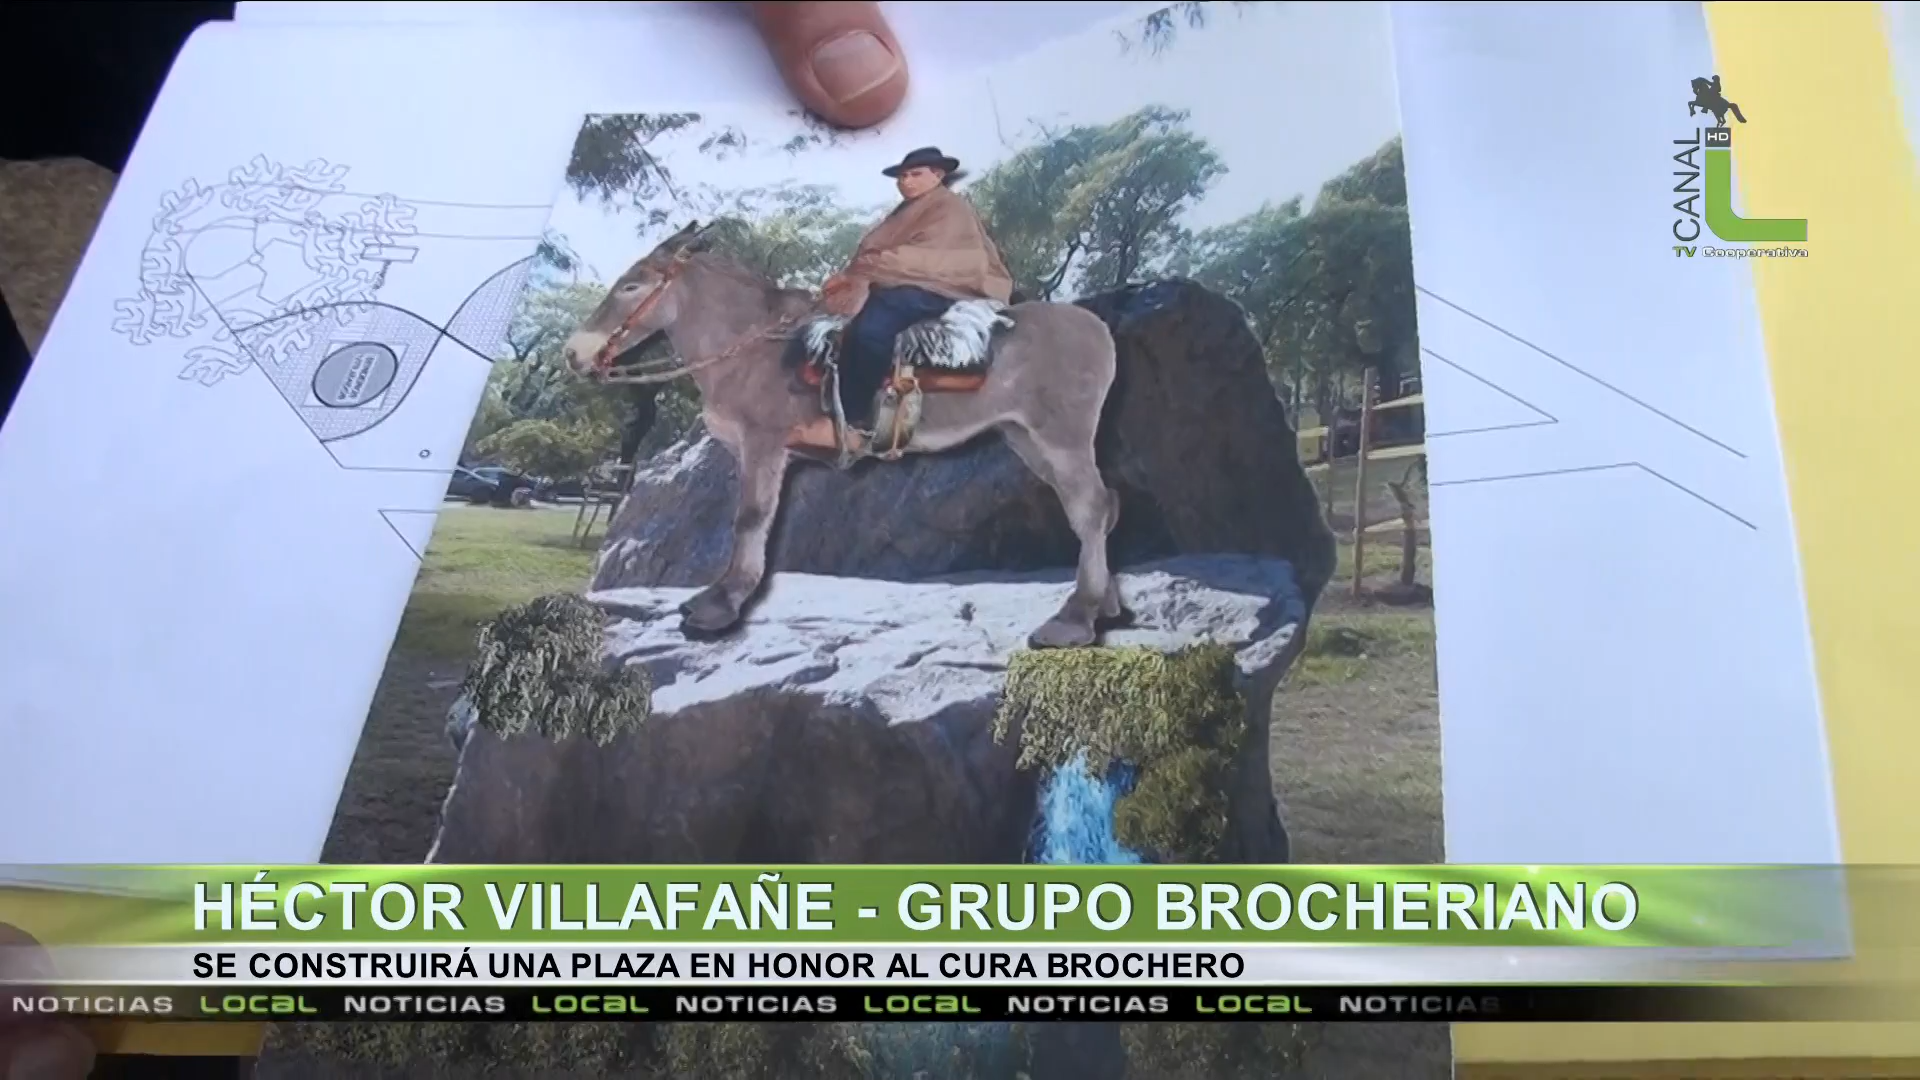 HD
CANAL L
TV Cooperativa
HÉCTOR VILLAFAÑE - GRUPO BROCHERIANO
SE CONSTRUIRÁ UNA PLAZA EN HONOR AL CURA BROCHERO
NOTICIAS LOCAL NOTICIAS LOCAL NOTICIAS LOCAL NOTICIAS LOCAL NOTICIAS